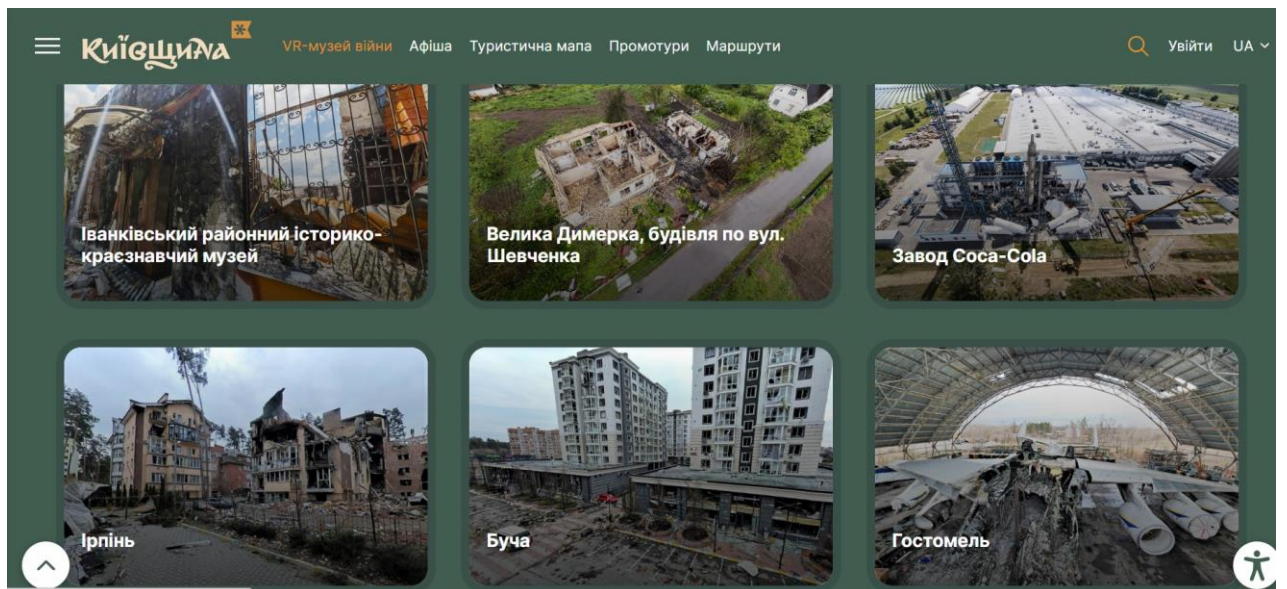 Київщина
VR-музей війни Афіша Туристична мапа Промотури Маршрути
Увійти UA
Іванківський районний історико-
краєзнавчий музей
Велика Димерка, будівля по вул.
Шевченка
Завод Coca-Cola
Ірпінь
Буча
Гостомель